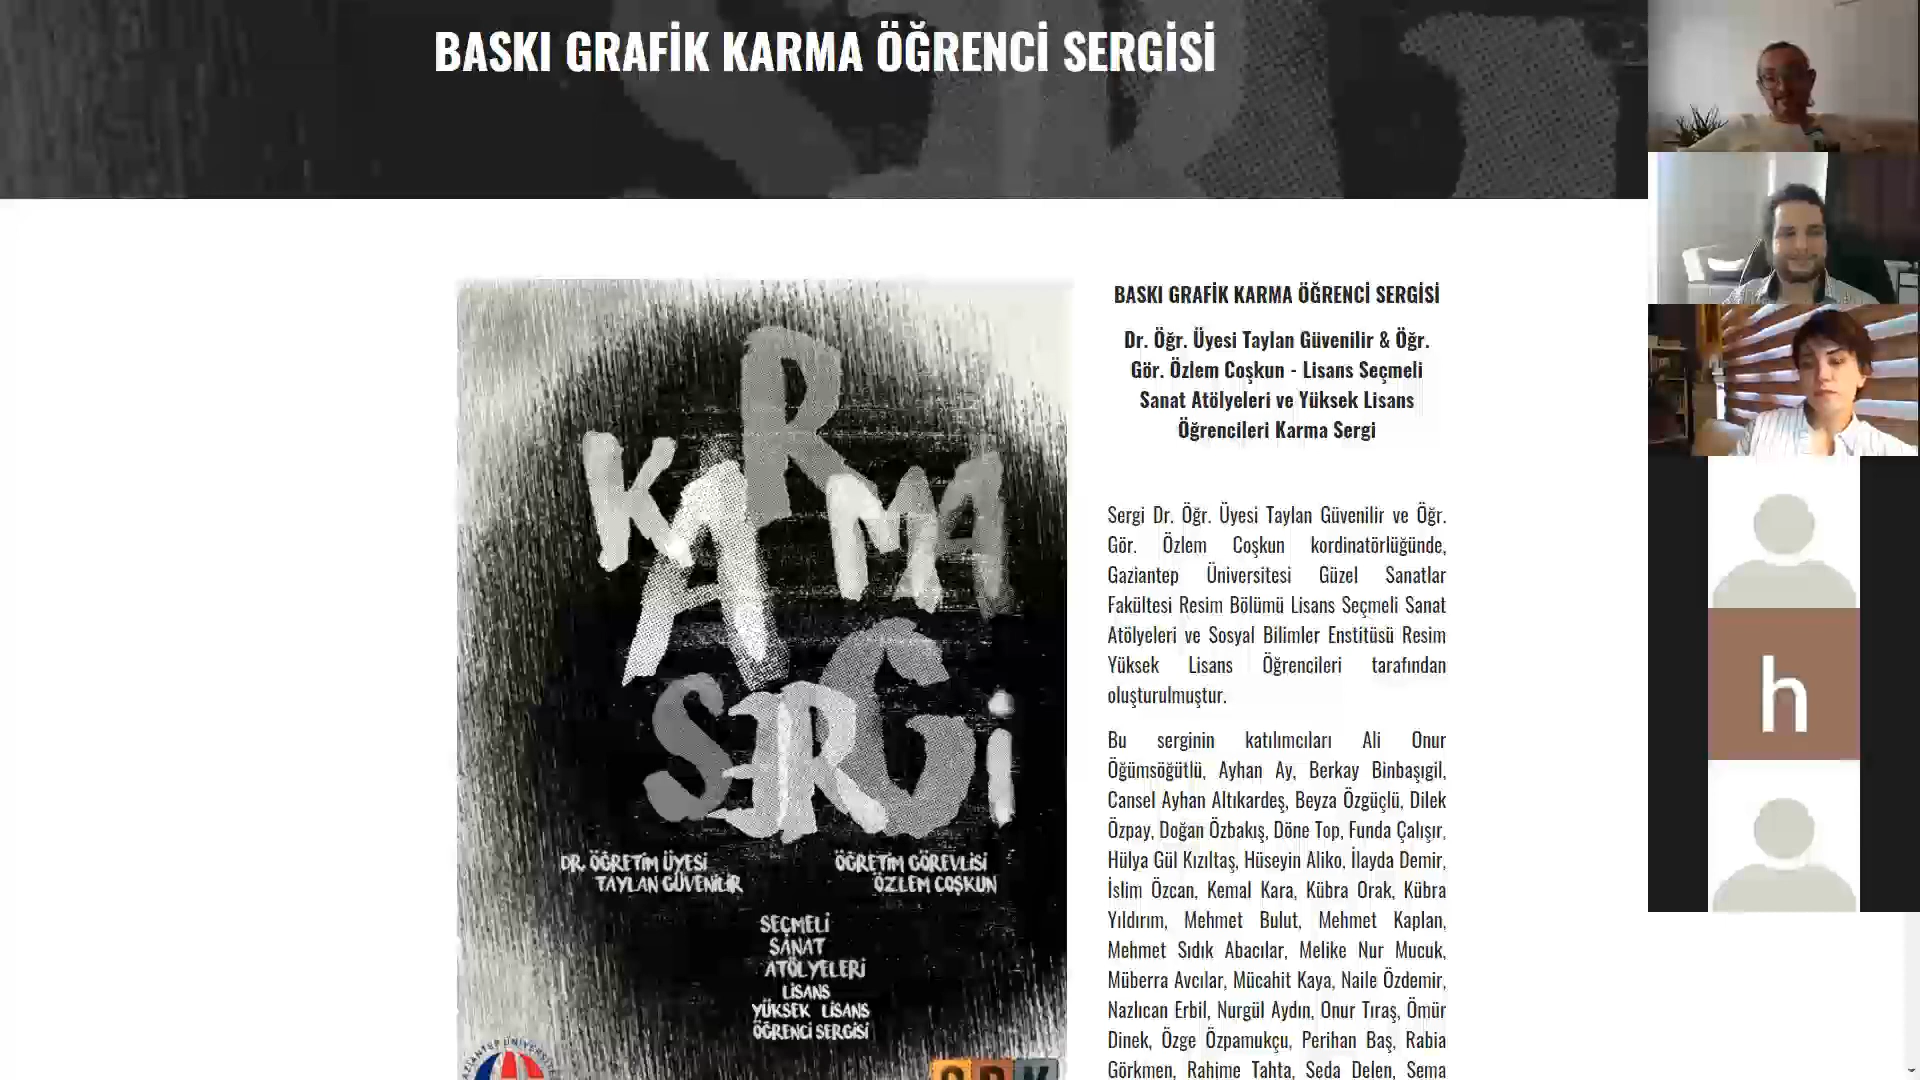 BASKI GRAFİK KARMA ÖĞRENCİ SERGİSİ
KARMA
SERGİ
DR. ÖĞRETİM ÜYESİ
TAYLAN GÜVENİLİR
ÖĞRETİM GÖREVLİSİ
ÖZLEM COŞKUN
SEÇMELİ
SANAT
ATÖLYELERİ
LİSANS
YÜKSEK LİSANS
ÖĞRENCİ SERGİSİ
BASKI GRAFİK KARMA ÖĞRENCİ SERGİSİ
Dr. Öğr. Üyesi Taylan Güvenilir & Öğr.
Gör. Özlem Coşkun - Lisans Seçmeli
Sanat Atölyeleri ve Yüksek Lisans
Öğrencileri Karma Sergi
Sergi Dr. Öğr. Üyesi Taylan Güvenilir ve Öğr.
Gör. Özlem Coşkun kordinatörlüğünde,
Gaziantep Üniversitesi Güzel Sanatlar
Fakültesi Resim Bölümü Lisans Seçmeli Sanat
Atölyeleri ve Sosyal Bilimler Enstitüsü Resim
Yüksek Lisans Öğrencileri tarafından
oluşturulmuştur.
Bu serginin katılımcıları Ali Onur
Öğümsöğütlü, Ayhan Ay, Berkay Binbaşıgil,
Cansel Ayhan Altıkardeş, Beyza Özgüçlü, Dilek
Özpay, Doğan Özbakış, Döne Top, Funda Çalışır,
Hülya Gül Kızıltaş, Hüseyin Aliko, İlayda Demir,
İslim Özcan, Kemal Kara, Kübra Orak, Kübra
Yıldırım, Mehmet Bulut, Mehmet Kaplan,
Mehmet Sıdık Abacılar, Melike Nur Mucuk,
Müberra Avcılar, Mücahit Kaya, Naile Özdemir,
Nazlıcan Erbil, Nurgül Aydın, Onur Tıraş, Ömür
Dinek, Özge Özpamukçu, Perihan Baş, Rabia
Görkmen, Rahime Tahta, Seda Delen, Sema
h